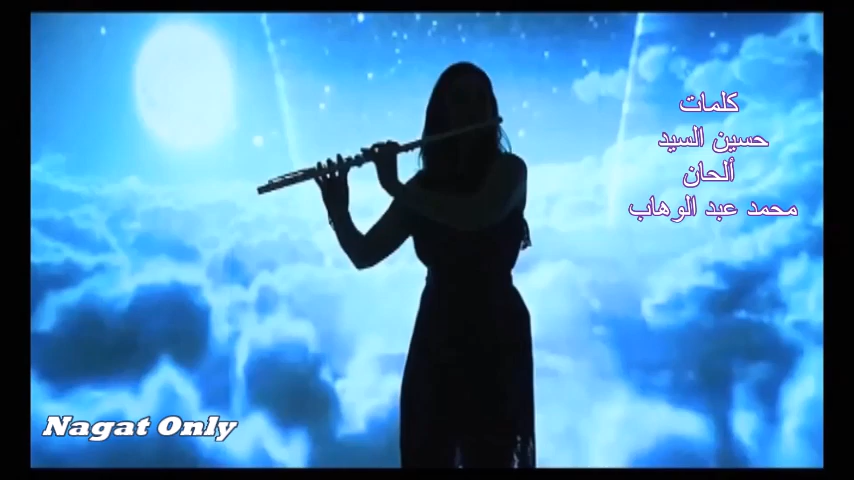 كلمات
حسين السيد
ألحان
محمد عبد الوهاب
Nagat Only